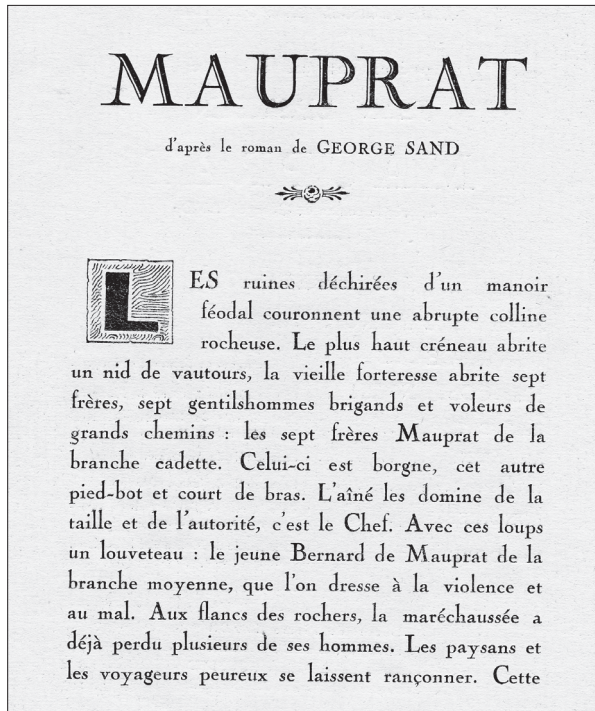 MAUPRAT
d'après le roman de GEORGE SAND
LES ruines déchirées d'un manoir
féodal couronnent une abrupte colline
rocheuse. Le plus haut créneau abrite
un nid de vautours, la vieille forteresse abrite sept
frères, sept gentilshommes brigands et voleurs de
grands chemins : les sept frères Mauprat de la
branche cadette. Celui-ci est borgne, cet autre
pied-bot et court de bras. L'aîné les domine de la
taille et de l'autorité, c'est le Chef. Avec ces loups
un louveteau : le jeune Bernard de Mauprat de la
branche moyenne, que l'on dresse à la violence et
au mal. Aux flancs des rochers, la maréchaussée a
déjà perdu plusieurs de ses hommes. Les paysans et
les voyageurs peureux se laissent rançonner. Cette